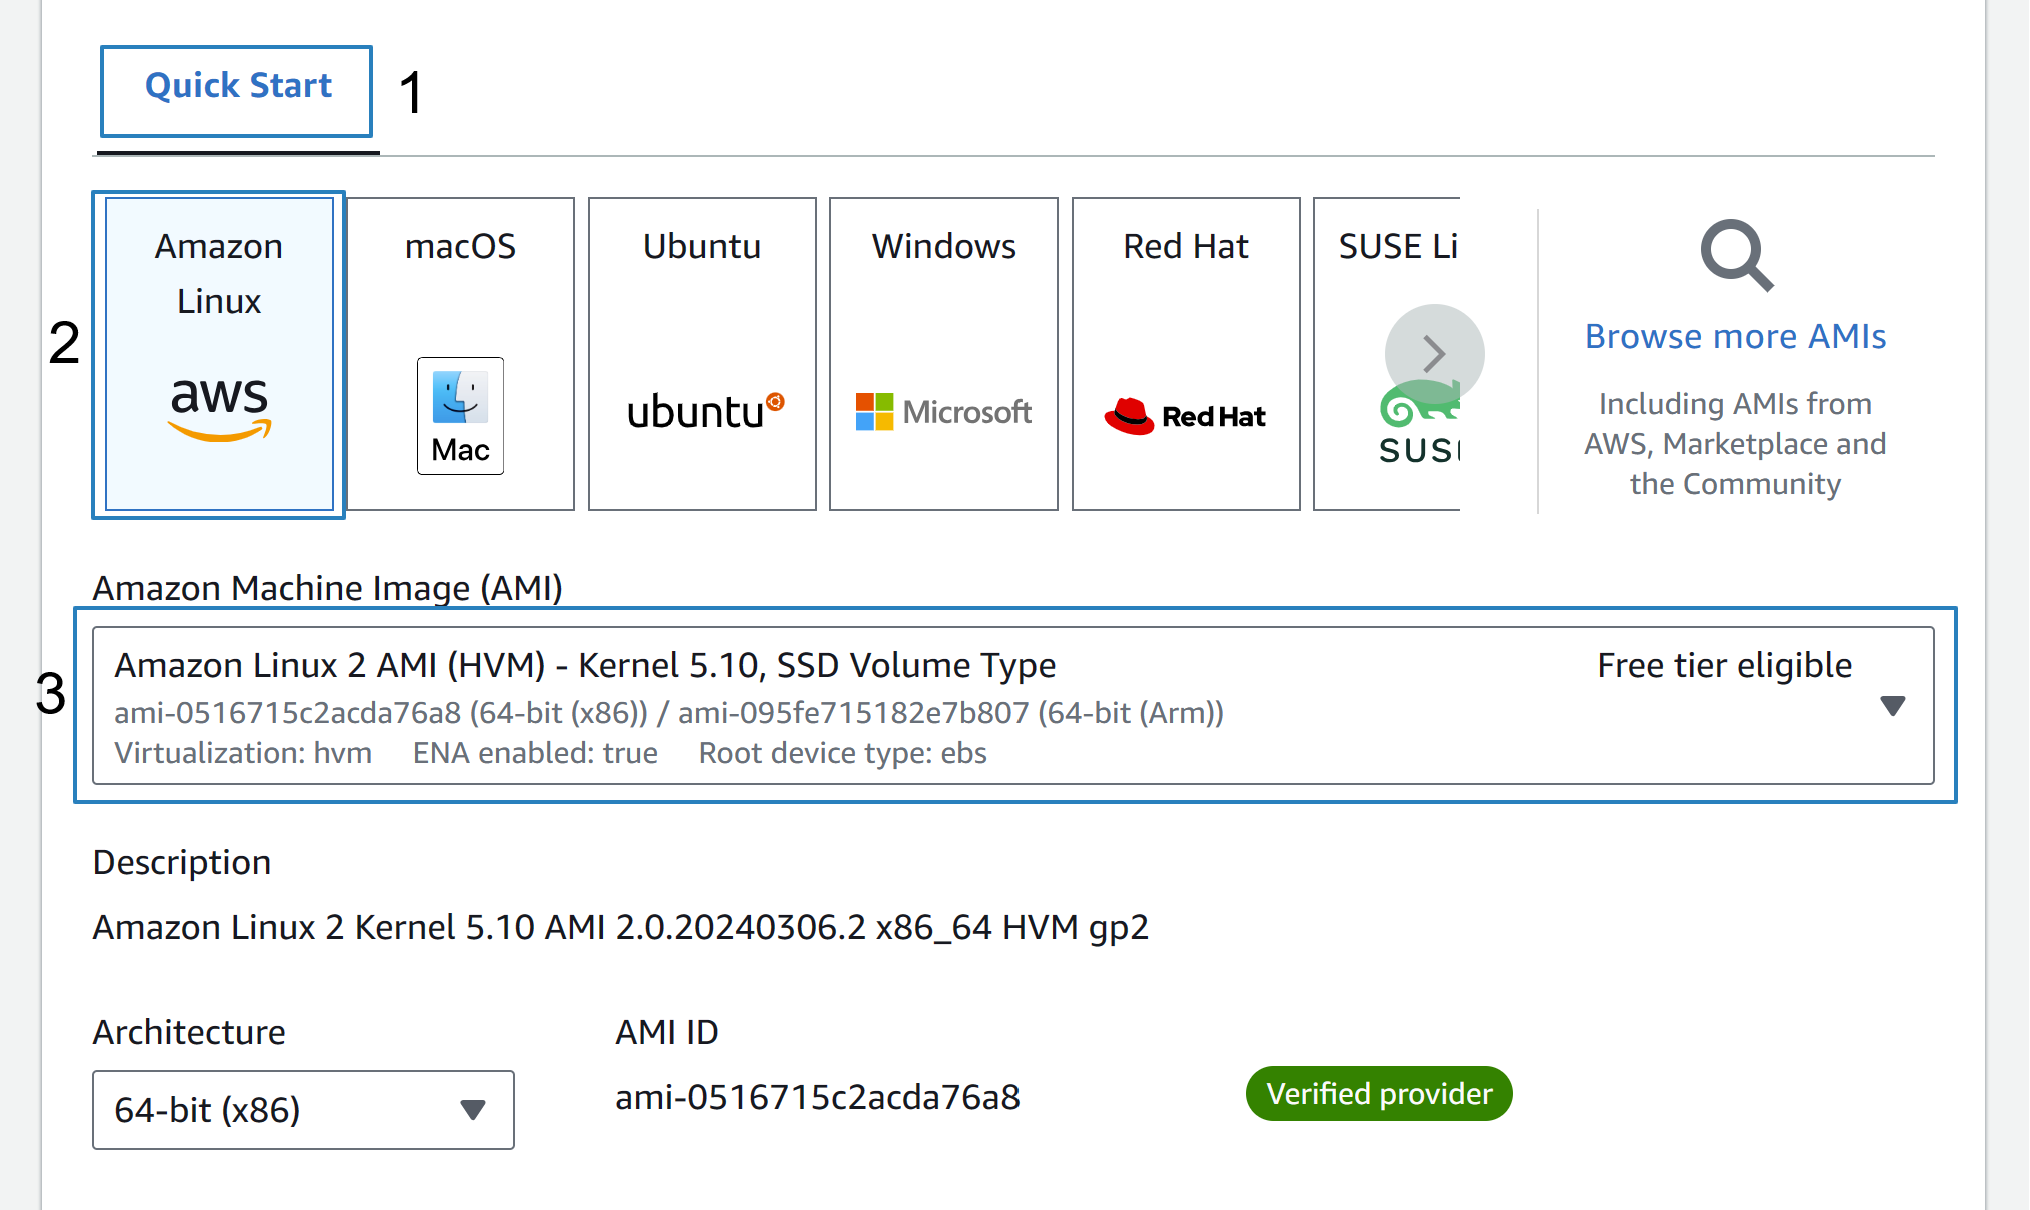 Quick Start
1
Amazon
Linux
macOS
Ubuntu
Windows
Red Hat
SUSE Li
2
aws
Mac
ubuntu
Microsoft
Red Hat
SUS
Browse more AMIs
Including AMIs from
AWS, Marketplace and
the Community
Amazon Machine Image (AMI)
3
Amazon Linux 2 AMI (HVM) - Kernel 5.10, SSD Volume Type
Free tier eligible
ami-0516715c2acda76a8 (64-bit (x86)) / ami-095fe715182e7b807 (64-bit (Arm))
Virtualization: hvm ENA enabled: true Root device type: ebs
Description
Amazon Linux 2 Kernel 5.10 AMI 2.0.20240306.2 x86_64 HVM gp2
Architecture
AMI ID
64-bit (x86)
ami-0516715c2acda76a8
Verified provider